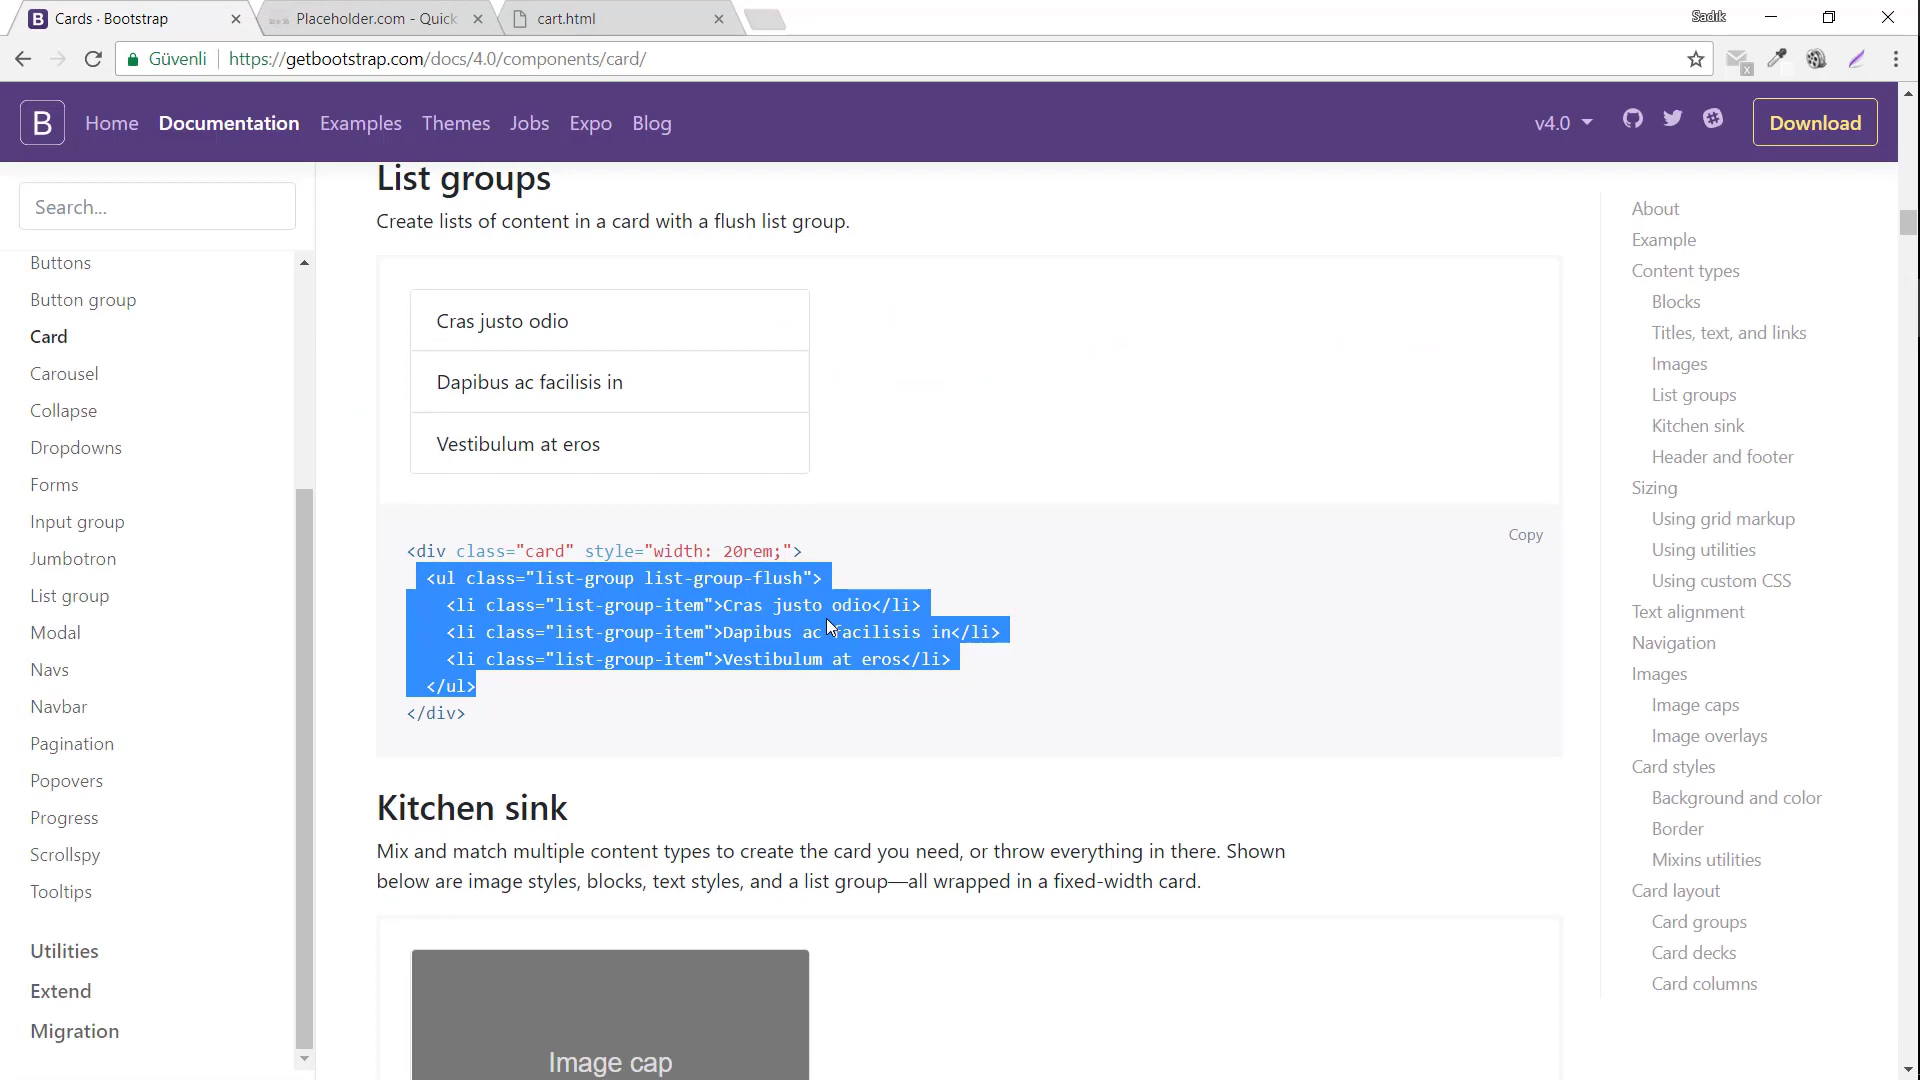 Cards · Bootstrap
Placeholder.com - Quick
cart.html
Sadık
Güvenli
https://getbootstrap.com/docs/4.0/components/card/
B
Home
Documentation
Examples
Themes
Jobs
Expo
Blog
v4.0
Download
Search...
Buttons
Button group
Card
Carousel
Collapse
Dropdowns
Forms
Input group
Jumbotron
List group
Modal
Navs
Navbar
Pagination
Popovers
Progress
Scrollspy
Tooltips
Utilities
Extend
Migration
List groups
Create lists of content in a card with a flush list group.
Cras justo odio
Dapibus ac facilisis in
Vestibulum at eros
Copy
<div class="card" style="width: 20rem;">
<ul class="list-group list-group-flush">
<li class="list-group-item">Cras justo odio</li>
<li class="list-group-item">Dapibus ac facilisis in</li>
<li class="list-group-item">Vestibulum at eros</li>
</ul>
</div>
Kitchen sink
Mix and match multiple content types to create the card you need, or throw everything in there. Shown
below are image styles, blocks, text styles, and a list group—all wrapped in a fixed-width card.
Image cap
About
Example
Content types
Blocks
Titles, text, and links
Images
List groups
Kitchen sink
Header and footer
Sizing
Using grid markup
Using utilities
Using custom CSS
Text alignment
Navigation
Images
Image caps
Image overlays
Card styles
Background and color
Border
Mixins utilities
Card layout
Card groups
Card decks
Card columns